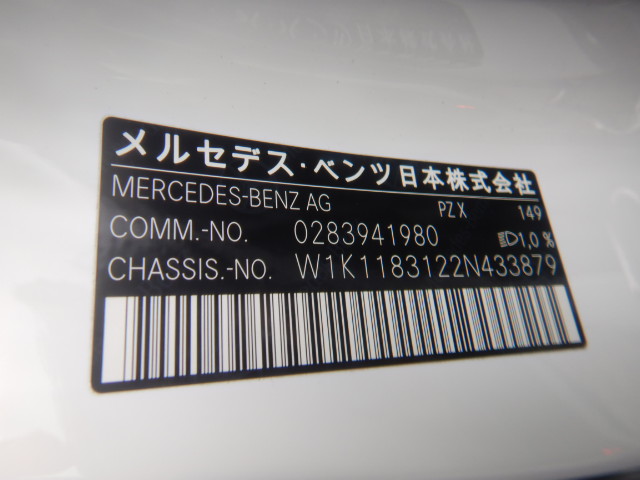 メルセデス・ベンツ日本株式会社
MERCEDES-BENZ AG PZX 149
COMM.-NO. 0283941980 1,0 %
CHASSIS.-NO. W1K1183122N433879